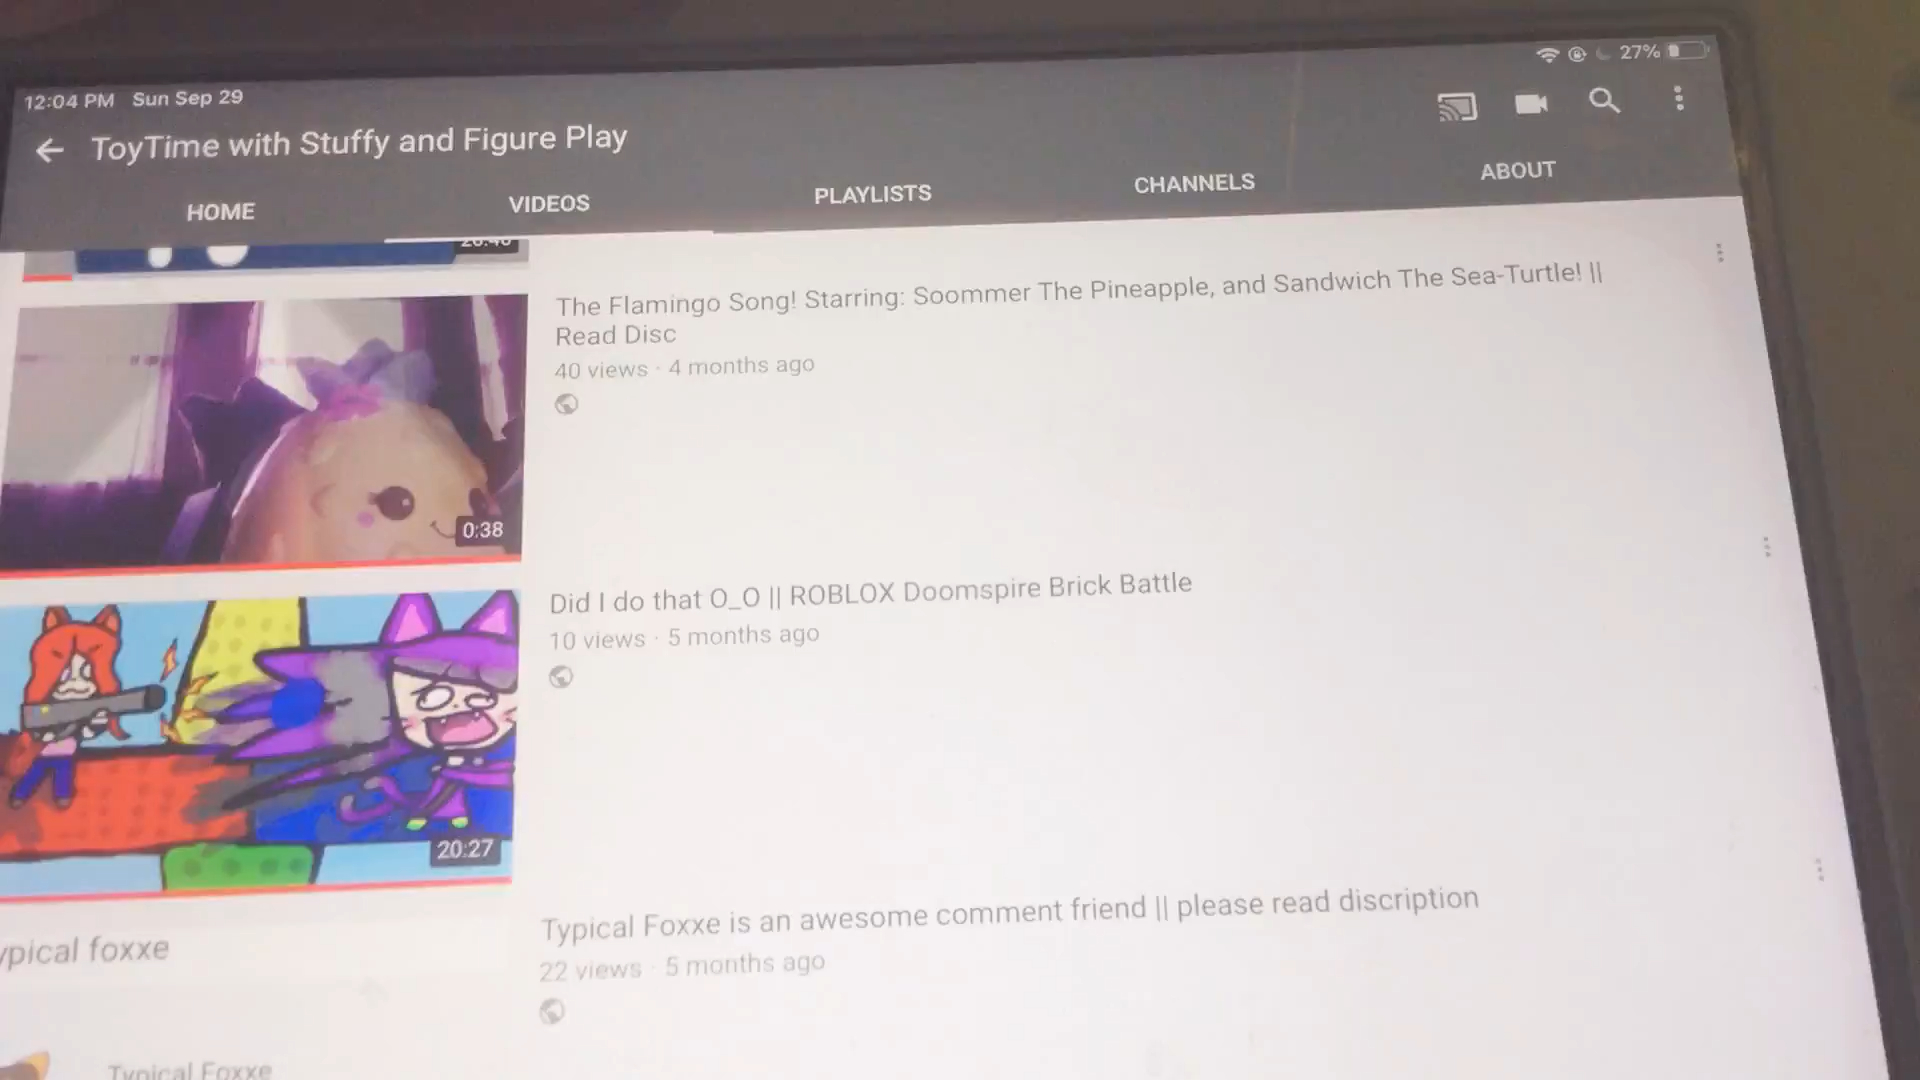 12:04 PM Sun Sep 29
27%
ToyTime with Stuffy and Figure Play
HOME
VIDEOS
PLAYLISTS
CHANNELS
ABOUT
The Flamingo Song! Starring: Soommer The Pineapple, and Sandwich The Sea-Turtle! ||
Read Disc
40 views · 4 months ago
0:38
Did I do that O_O || ROBLOX Doomspire Brick Battle
10 views · 5 months ago
20:27
Typical Foxxe is an awesome comment friend || please read discription
22 views · 5 months ago
ypical foxxe
Typical Foxxe